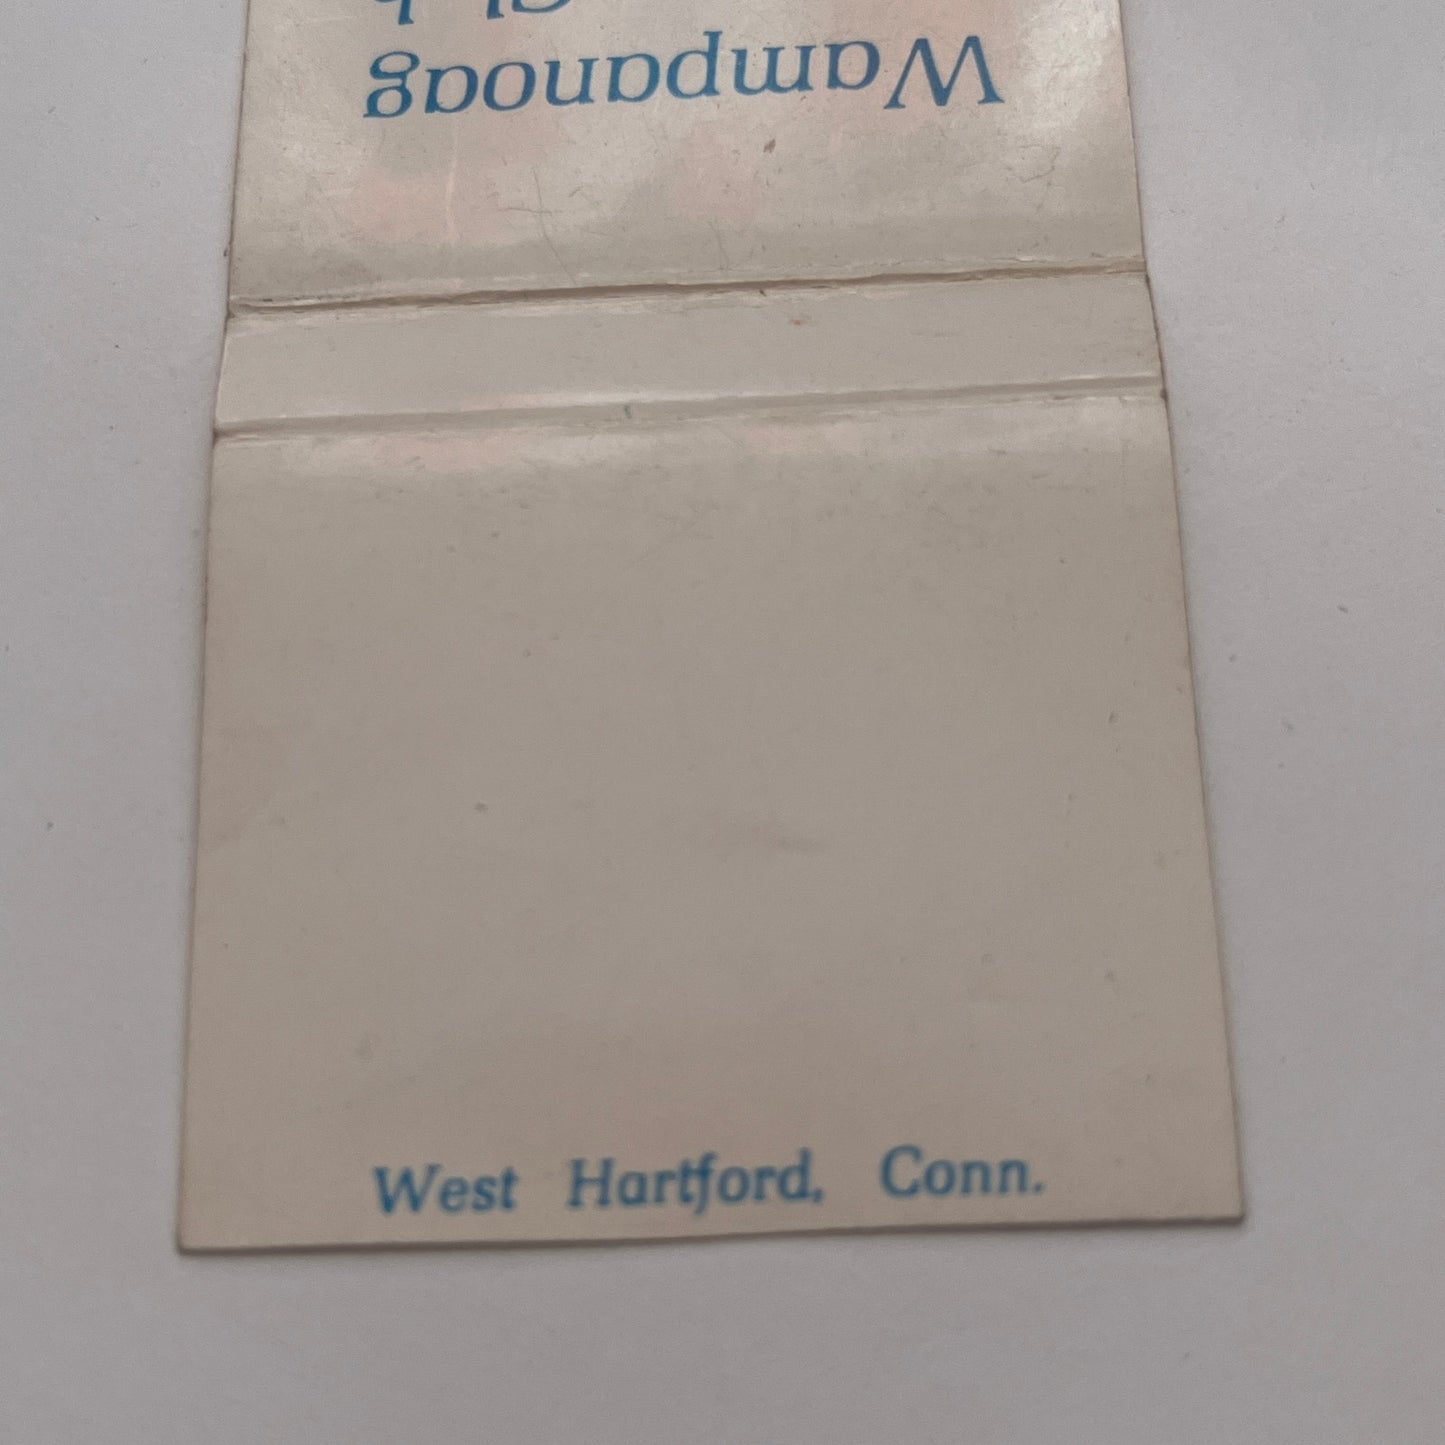 Wampanoag
West Hartford, Conn.